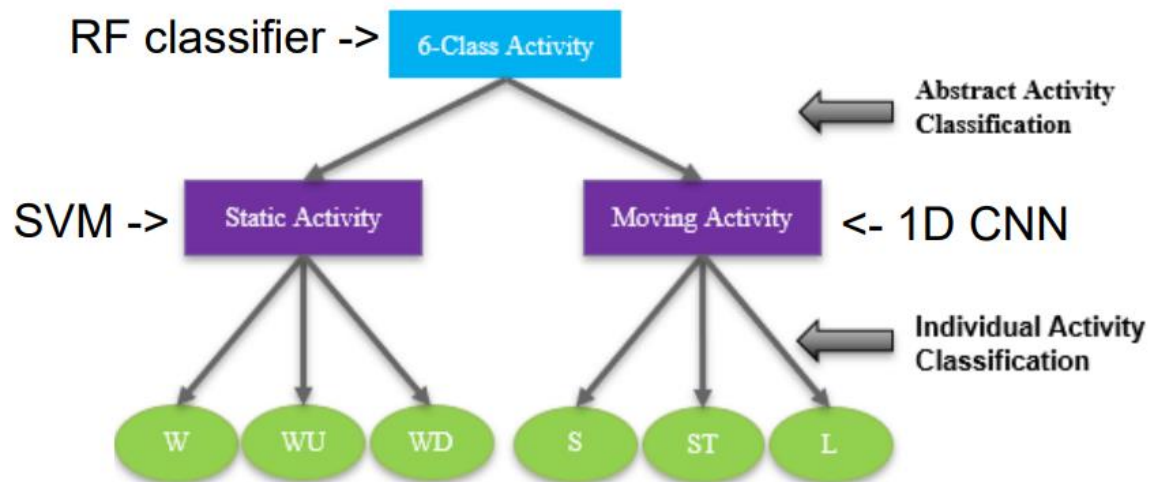 RF classifier ->
6-Class Activity
Abstract Activity
Classification
SVM ->
Static Activity
Moving Activity
<- 1D CNN
Individual Activity
Classification
W
WU
WD
S
ST
L